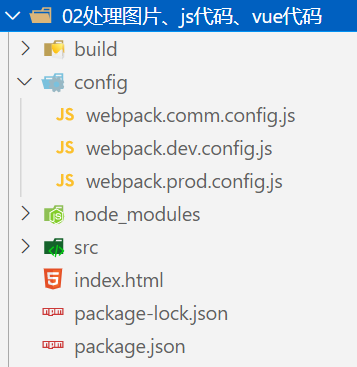 02处理图片、js代码、vue代码
build
config
JS webpack.comm.config.js
JS webpack.dev.config.js
JS webpack.prod.config.js
node_modules
src
index.html
package-lock.json
package.json